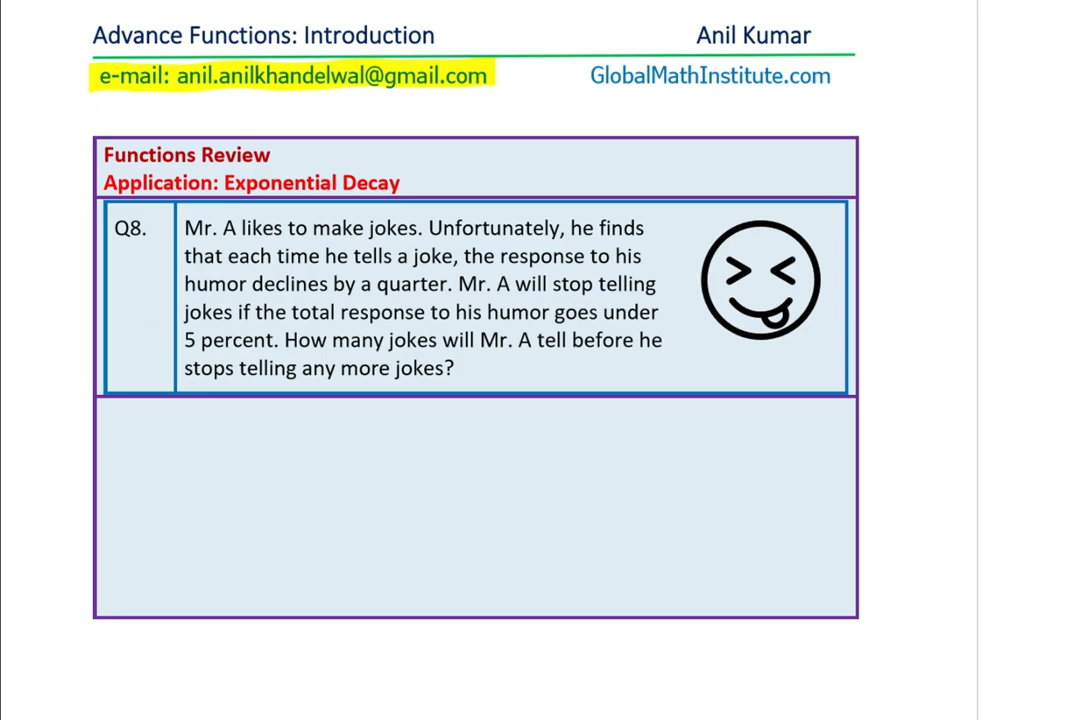 Advance Functions: Introduction Anil Kumar
e-mail: anil.anilkhandelwal@gmail.com GlobalMathInstitute.com
Functions Review
Application: Exponential Decay
Q8. Mr. A likes to make jokes. Unfortunately, he finds
that each time he tells a joke, the response to his
humor declines by a quarter. Mr. A will stop telling
jokes if the total response to his humor goes under
5 percent. How many jokes will Mr. A tell before he
stops telling any more jokes?